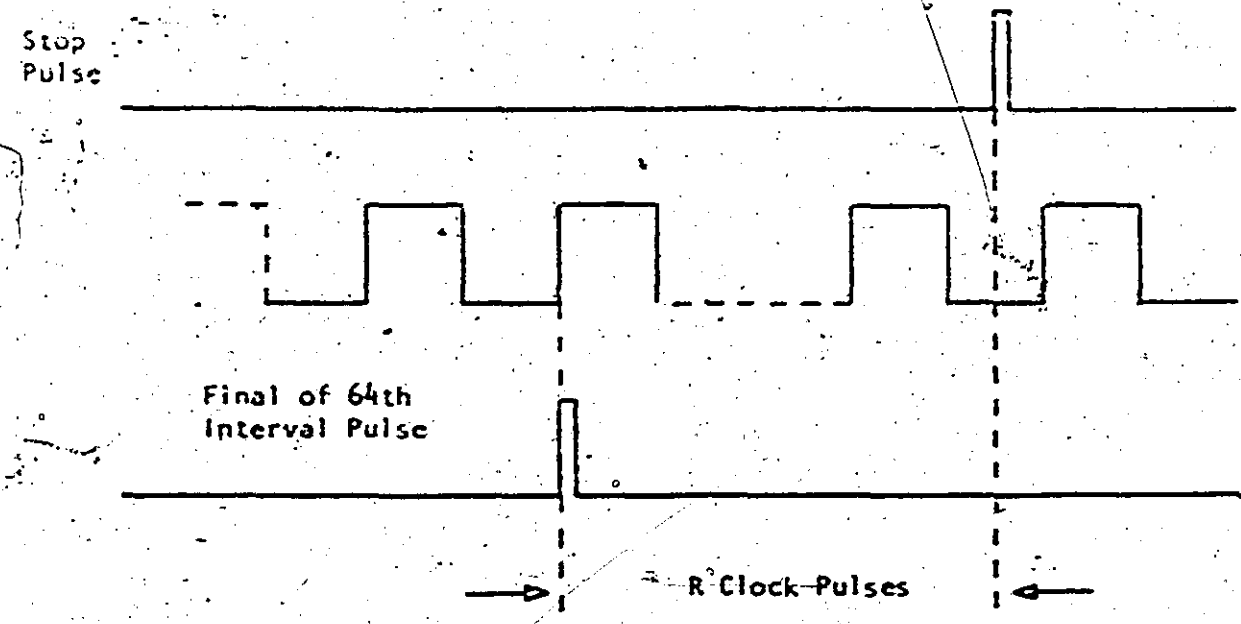 Stop
Pulse
Final of 64th
Interval Pulse
R Clock Pulses